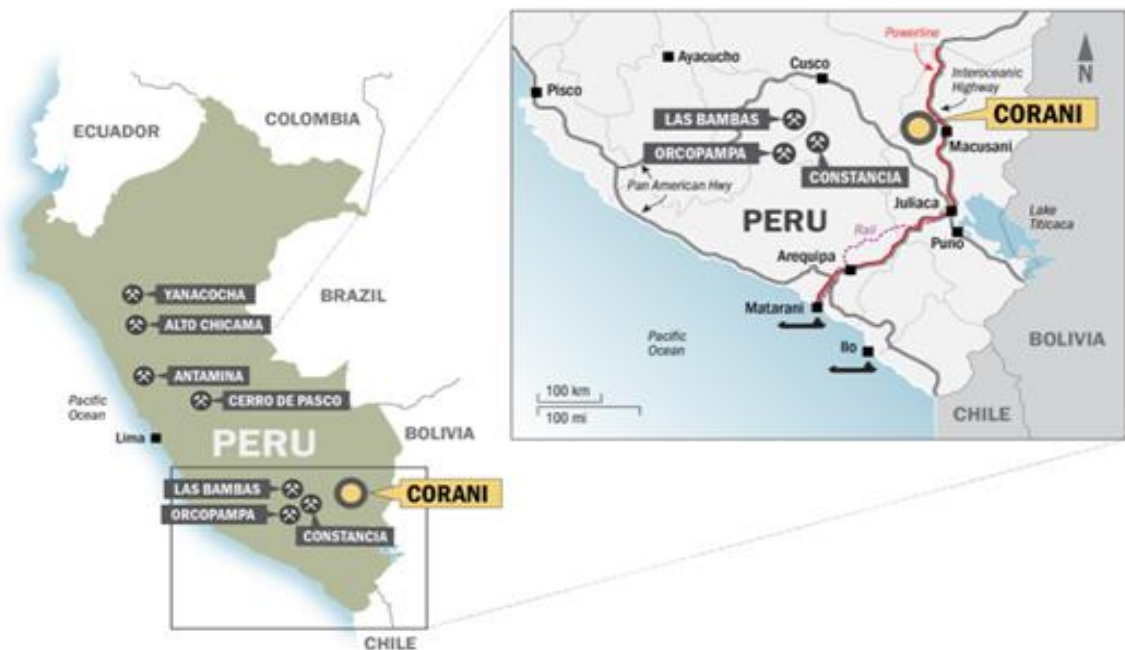 ECUADOR
COLOMBIA
BRAZIL
YANACOCHA
ALTO CHICAMA
ANTAMINA
CERRO DE PASCO
Pacific
Ocean
Lima
PERU
BOLIVIA
LAS BAMBAS
CORANI
ORCOPAMPA
CONSTANCIA
CHILE
Powerline
N
Ayacucho
Cusco
Interoceanic
Highway
Pisco
CORANI
LAS BAMBAS
Macusani
ORCOPAMPA
CONSTANCIA
Pan American Hwy
Juliaca
PERU
Lake
Titicaca
Rail
Puno
Arequipa
Matarani
Pacific
Ocean
BOLIVIA
Ilo
100 km
100 mi
CHILE